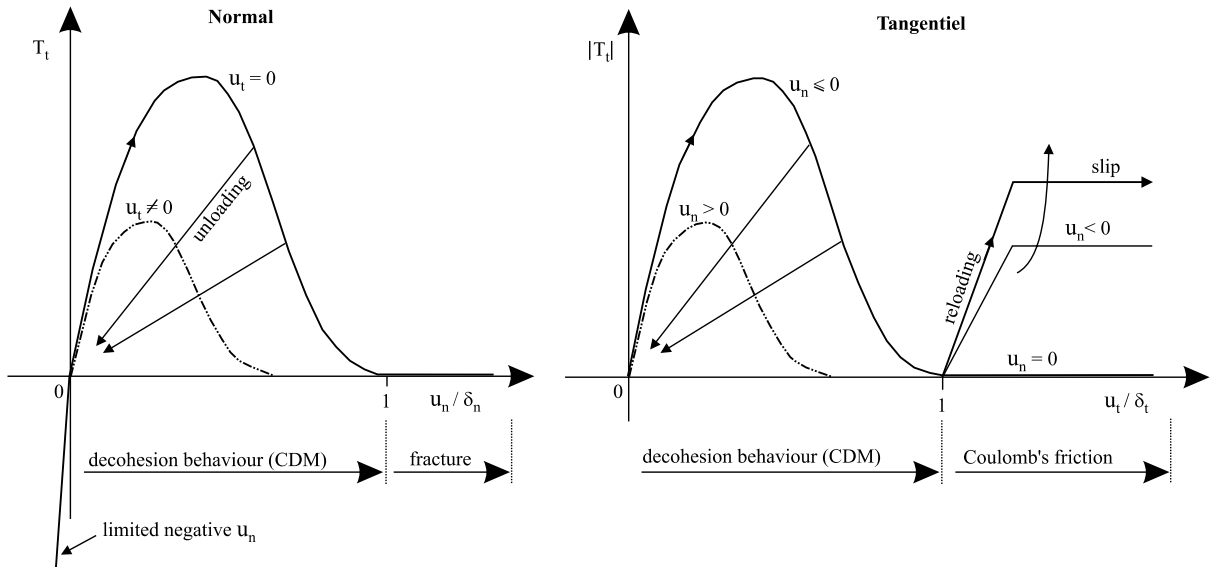 Normal
T_t
u_t = 0
u_t ≠ 0
unloading
0
1
u_n / δ_n
decohesion behaviour (CDM)
fracture
limited negative u_n
Tangentiel
|T_t|
u_n ⩽ 0
u_n > 0
slip
u_n < 0
reloading
u_n = 0
0
1
u_t / δ_t
decohesion behaviour (CDM)
Coulomb's friction